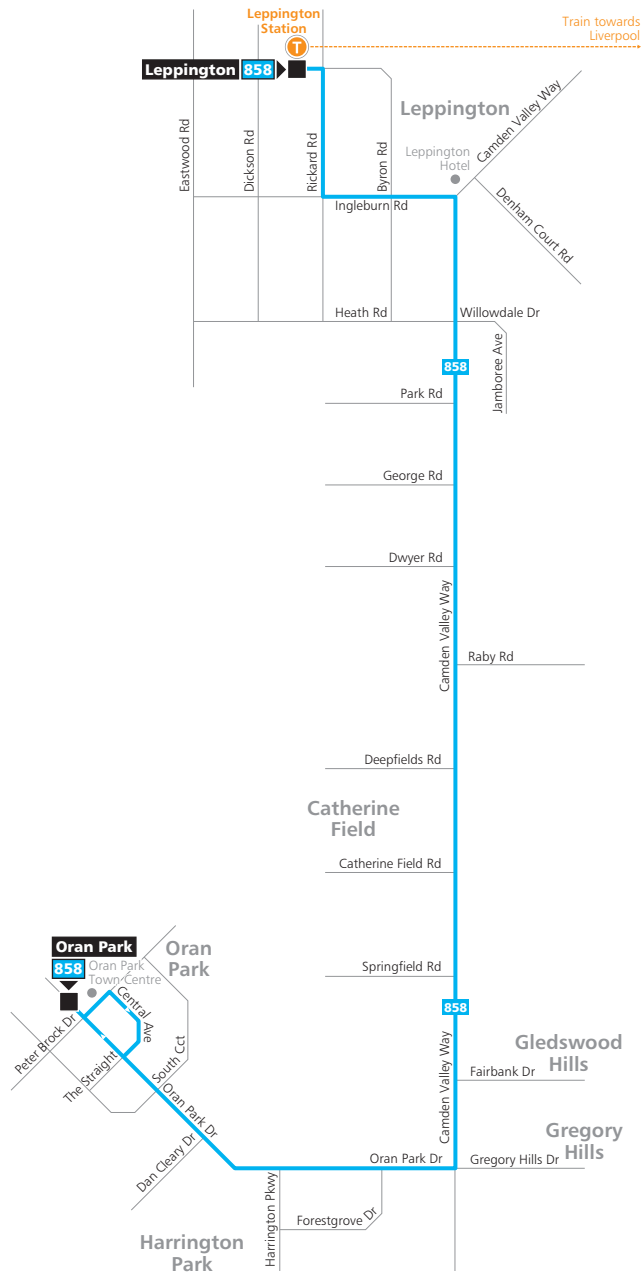 Leppington
Station
T
Train towards
Liverpool
Leppington
858
Leppington
Camden Valley Way
Eastwood Rd
Dickson Rd
Rickard Rd
Byron Rd
Leppington
Hotel
Ingleburn Rd
Denham Court Rd
Heath Rd
Willowdale Dr
858
Jamboree Ave
Park Rd
George Rd
Dwyer Rd
Camden Valley Way
Raby Rd
Deepfields Rd
Catherine
Field
Catherine Field Rd
Oran Park
858
Oran Park
Town Centre
Oran
Park
Springfield Rd
Central
Ave
858
Peter Brock Dr
The Straight
South Cct
Oran Park Dr
Camden Valley Way
Gledswood
Hills
Fairbank Dr
Gregory
Hills
Dan Cleary Dr
Oran Park Dr
Gregory Hills Dr
Harrington Pkwy
Forestgrove Dr
Harrington
Park